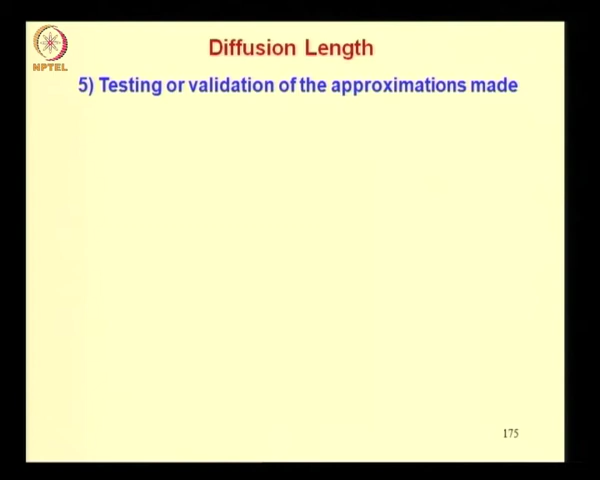 Diffusion Length
NPTEL
5) Testing or validation of the approximations made
175